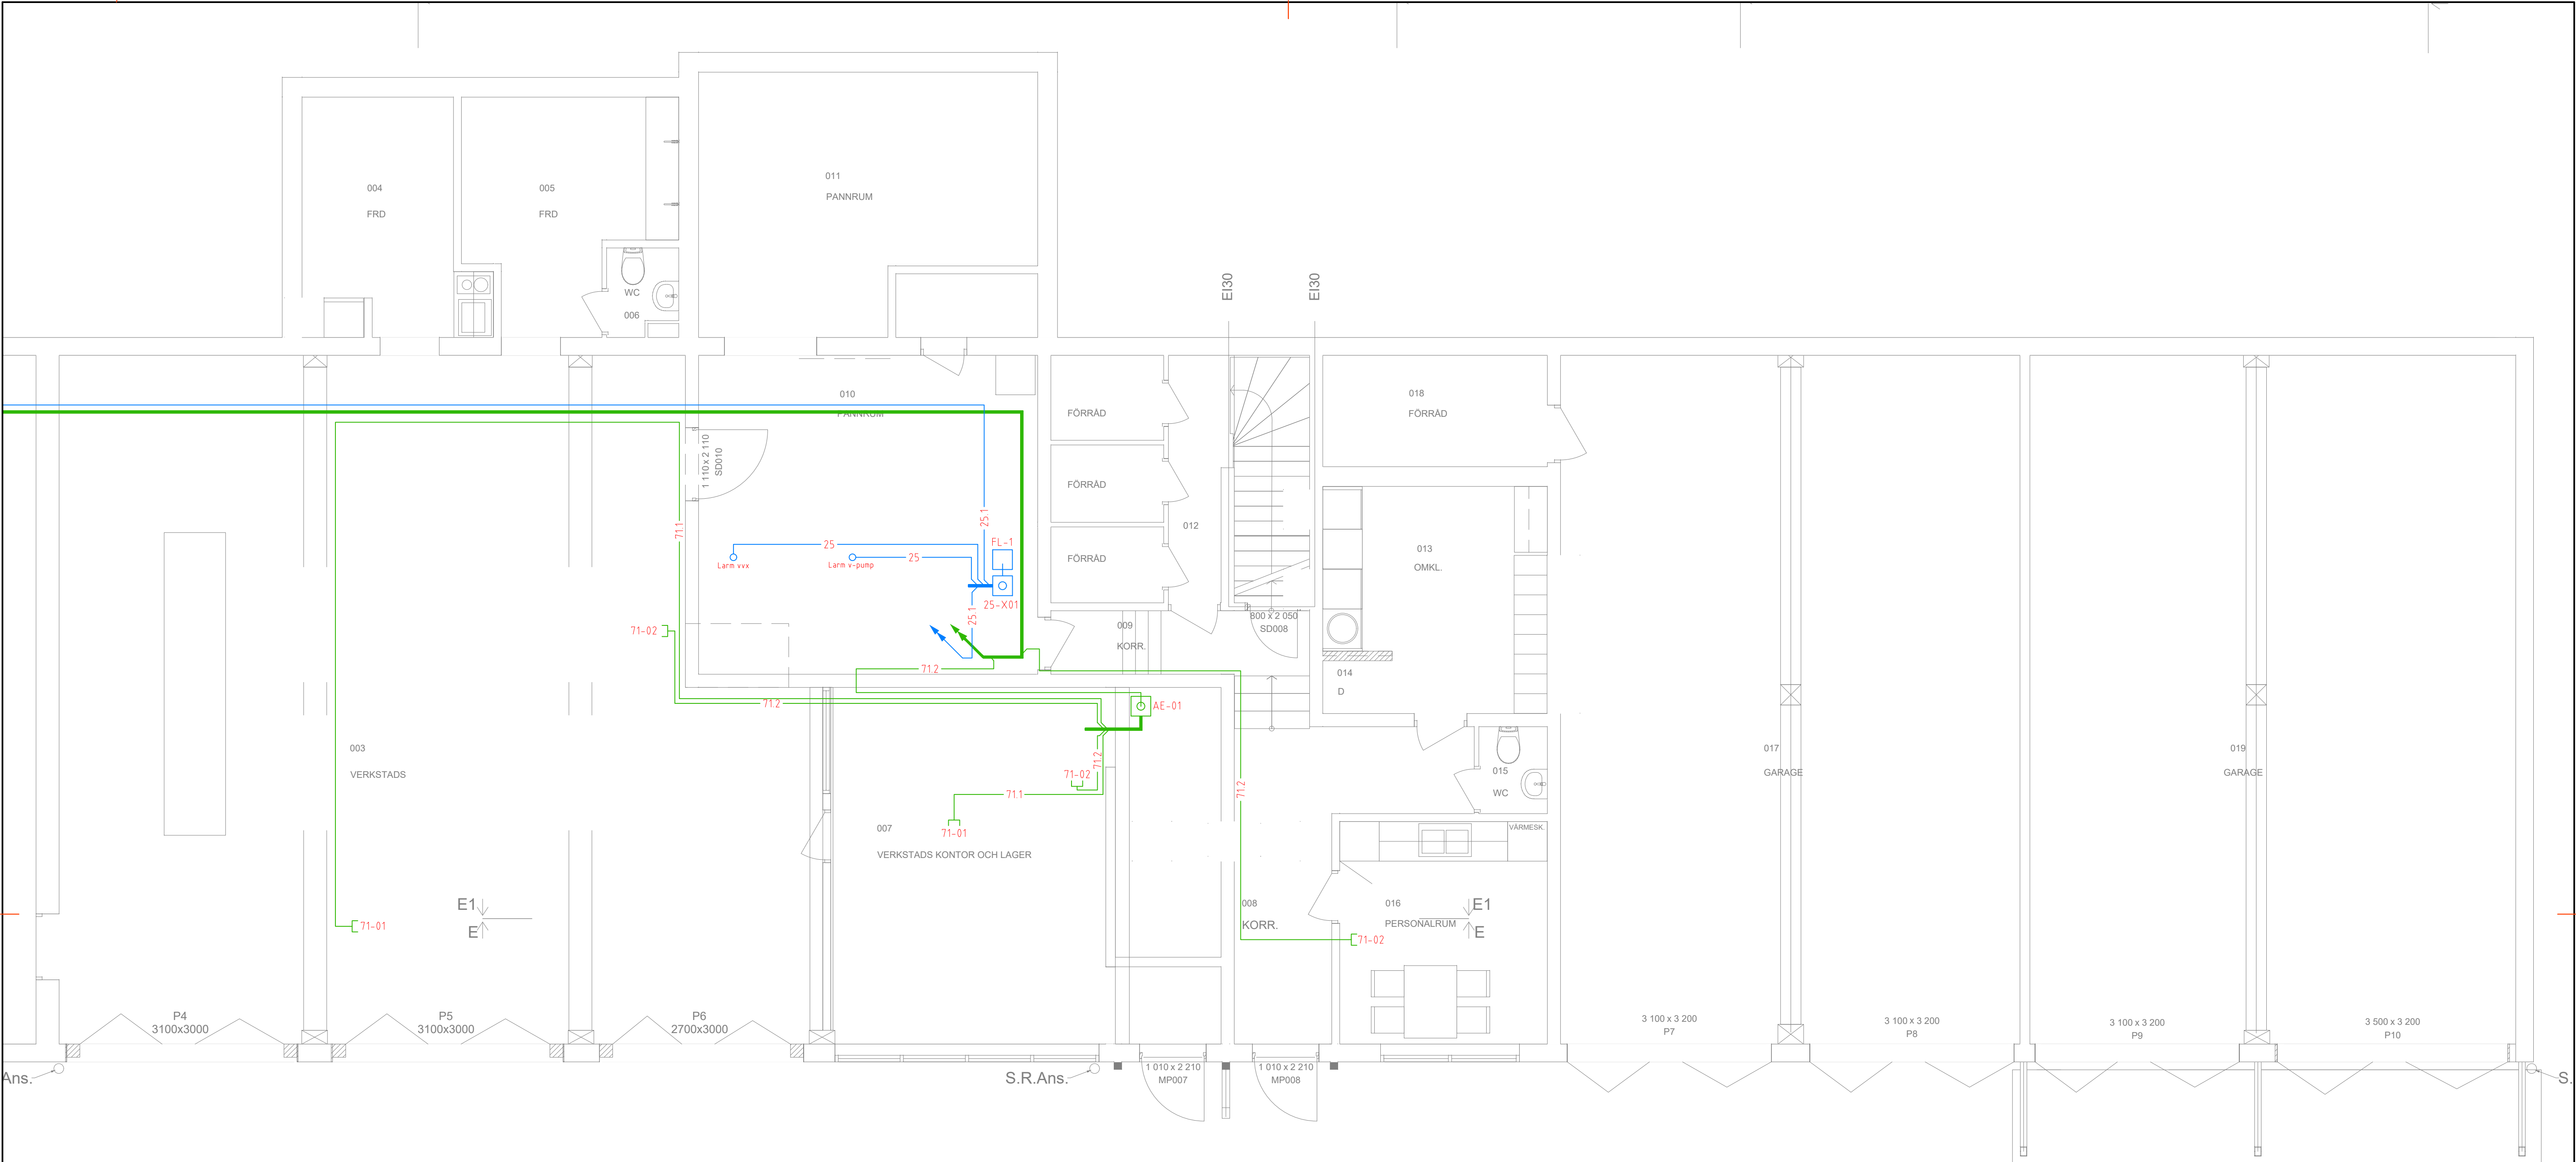 011
PANNRUM
004
FRD
005
FRD
WC
006
EI30
EI30
010
PANNRUM
1 110 x 2 110
SD010
FÖRRÅD
FÖRRÅD
FÖRRÅD
012
018
FÖRRÅD
71.1
25
25
25.1
FL-1
Larm vvx
Larm v-pump
25-X01
25.1
013
OMKL.
800 x 2 050
SD008
009
KORR.
71-02
71.2
71.2
014
D
AE-01
003
VERKSTADS
71.2
71-02
71.1
71-01
71.2
015
WC
017
GARAGE
019
GARAGE
007
VERKSTADS KONTOR OCH LAGER
VÄRMESK.
008
KORR.
016
PERSONALRUM
E1
E
E1
E
71-01
71-02
P4
3100x3000
P5
3100x3000
P6
2700x3000
3 100 x 3 200
P7
3 100 x 3 200
P8
3 100 x 3 200
P9
3 500 x 3 200
P10
Ans.
S.R.Ans.
1 010 x 2 210
MP007
1 010 x 2 210
MP008
S.